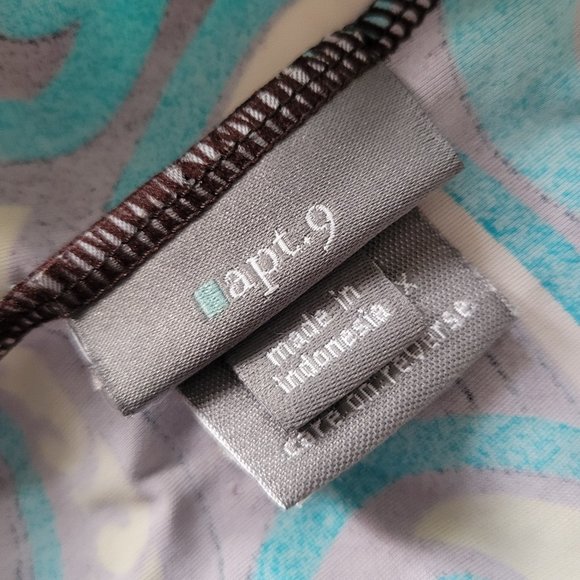 apt.9
made in
indonesia
x
care on reverse